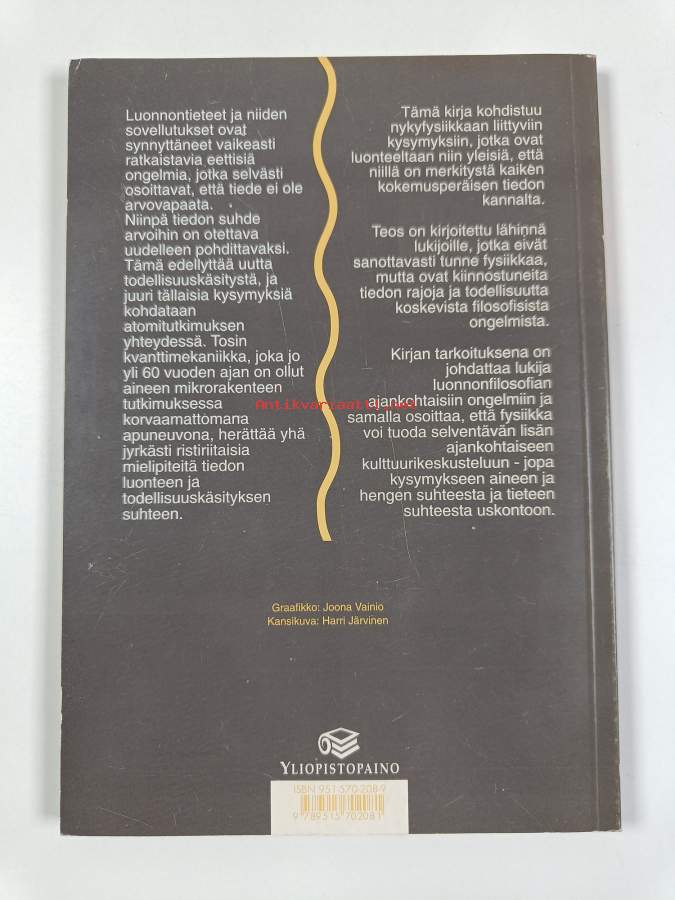 Luonnontieteet ja niiden
sovellutukset ovat
synnyttäneet vaikeasti
ratkaistavia eettisiä
ongelmia, jotka selvästi
osoittavat, että tiede ei ole
arvovapaata.
Niinpä tiedon suhde
arvoihin on otettava
uudelleen pohdittavaksi.
Tämä edellyttää uutta
todellisuuskäsitystä, ja
juuri tällaisia kysymyksiä
kohdataan
atomitutkimuksen
yhteydessä. Tosin
kvanttimekaniikka, joka jo
yli 60 vuoden ajan on ollut
aineen mikrorakenteen
tutkimuksessa
korvaamattomana
apuneuvona, herättää yhä
jyrkästi ristiriitaisia
mielipiteitä tiedon
luonteen ja
todellisuuskäsityksen
suhteen.
Tämä kirja kohdistuu
nykyfysiikkaan liittyviin
kysymyksiin, jotka ovat
luonteeltaan niin yleisiä, että
niillä on merkitystä kaiken
kokemusperäisen tiedon
kannalta.
Teos on kirjoitettu lähinnä
lukijoille, jotka eivät
sanottavasti tunne fysiikkaa,
mutta ovat kiinnostuneita
tiedon rajoja ja todellisuutta
koskevista filosofisista
ongelmista.
Kirjan tarkoituksena on
johdattaa lukija
luonnonfilosofian
ajankohtaisiin ongelmiin ja
samalla osoittaa, että fysiikka
voi tuoda selventävän lisän
ajankohtaiseen
kulttuurikeskusteluun - jopa
kysymykseen aineen ja
hengen suhteesta ja tieteen
suhteesta uskontoon.
Antikvariaatti.net
Graafikko: Joona Vainio
Kansikuva: Harri Järvinen
YLIOPISTOPAINO
ISBN 951-570-208-9
9 789515 702081